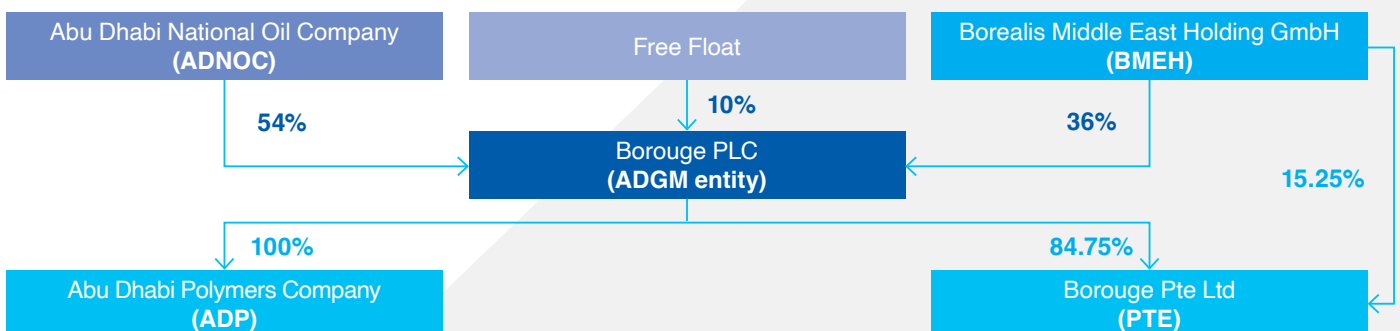 Abu Dhabi National Oil Company
(ADNOC)
Free Float
Borealis Middle East Holding GmbH
(BMEH)
54%
10%
36%
Borouge PLC
(ADGM entity)
15.25%
100%
84.75%
Abu Dhabi Polymers Company
(ADP)
Borouge Pte Ltd
(PTE)